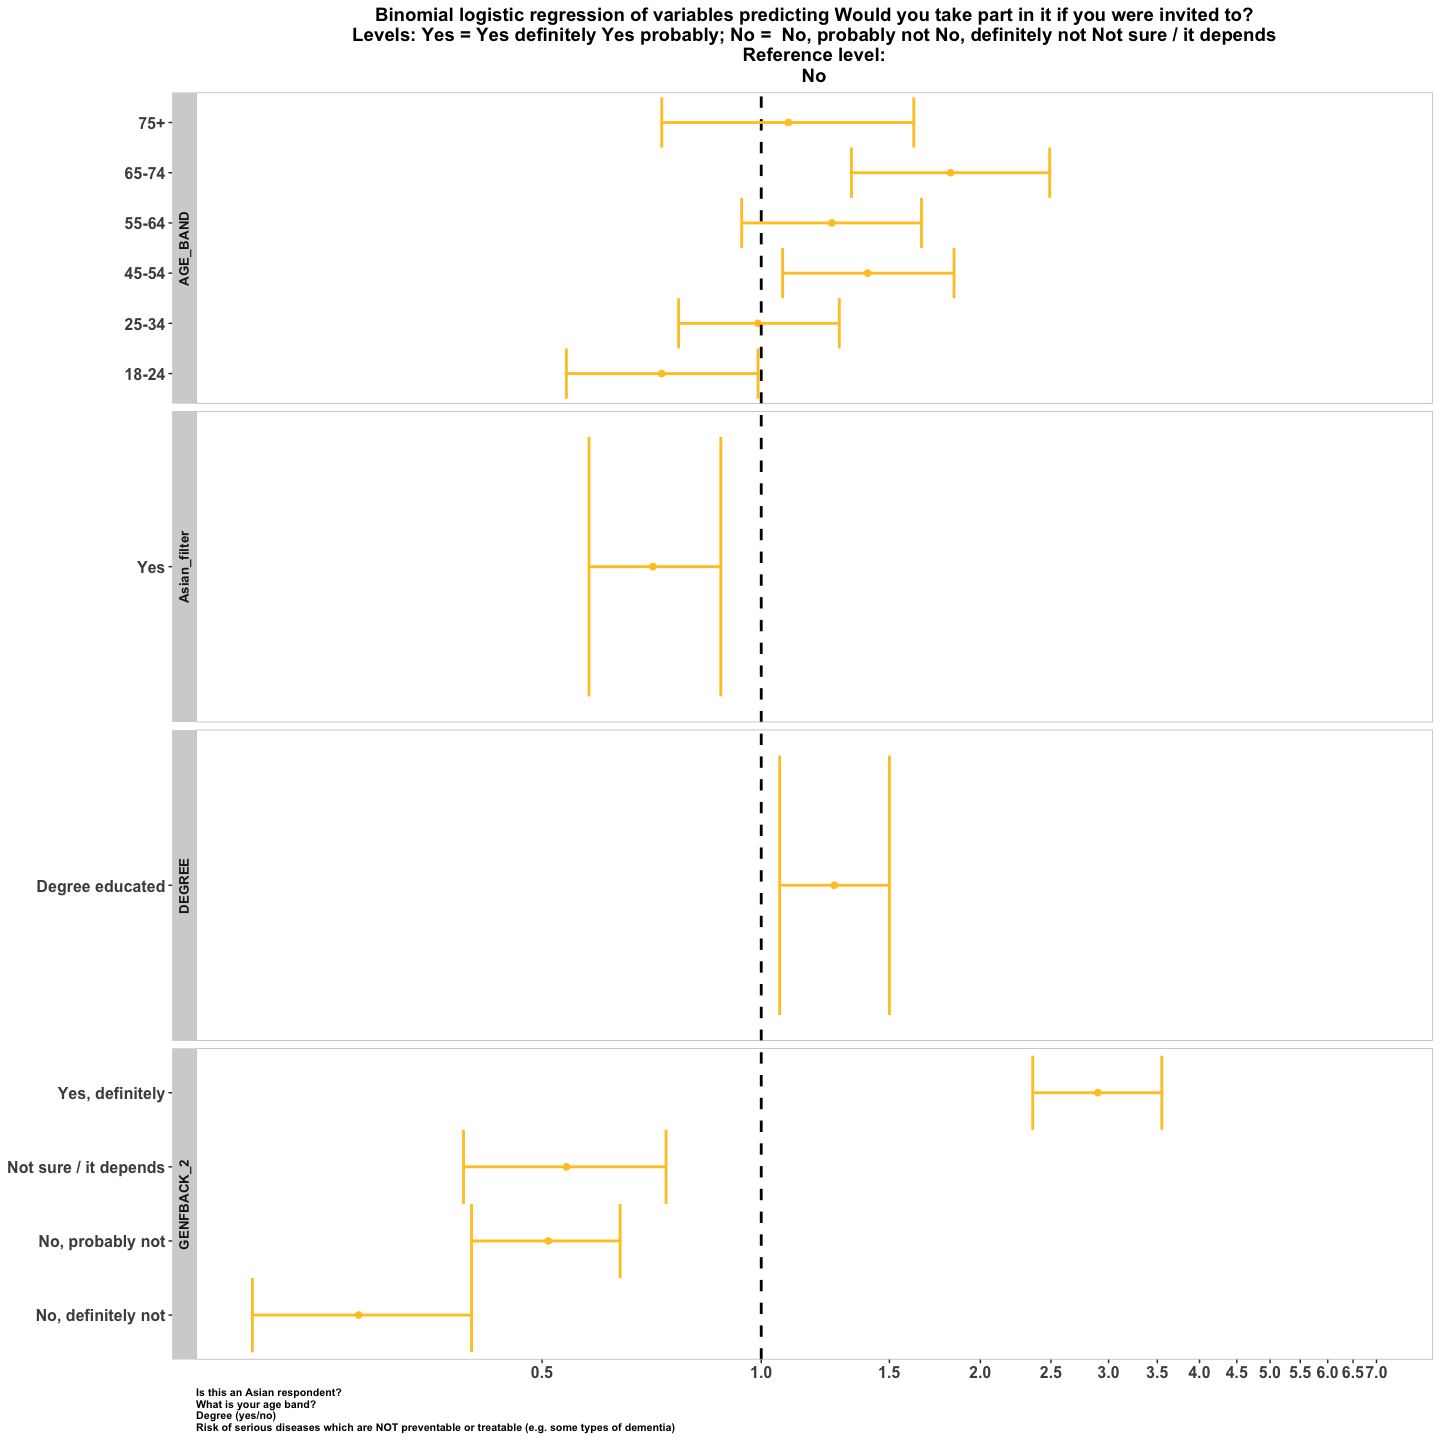 Binomial logistic regression of variables predicting Would you take part in it if you were invited to?
Levels: Yes = Yes definitely Yes probably; No =  No, probably not No, definitely not Not sure / it depends
Reference level:
No
AGE_BAND
75+
65-74
55-64
45-54
25-34
18-24
Asian_filter
Yes
DEGREE
Degree educated
GENFBACK_2
Yes, definitely
Not sure / it depends
No, probably not
No, definitely not
0.5 1.0 1.5 2.0 2.5 3.0 3.5 4.0 4.5 5.0 5.5 6.0 6.5 7.0
Is this an Asian respondent?
What is your age band?
Degree (yes/no)
Risk of serious diseases which are NOT preventable or treatable (e.g. some types of dementia)